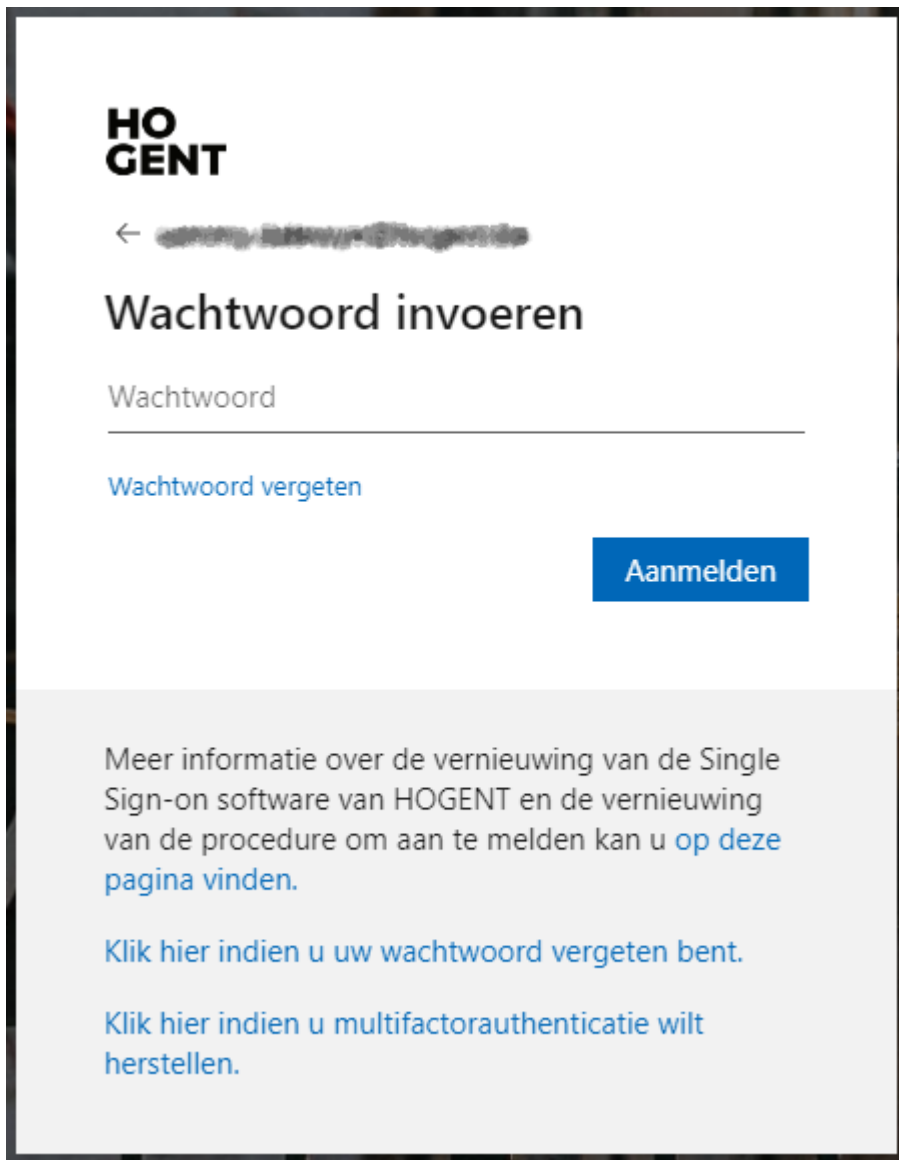 HO
GENT
Wachtwoord invoeren
Wachtwoord
Wachtwoord vergeten
Aanmelden
Meer informatie over de vernieuwing van de Single
Sign-on software van HOGENT en de vernieuwing
van de procedure om aan te melden kan u op deze
pagina vinden.
Klik hier indien u uw wachtwoord vergeten bent.
Klik hier indien u multifactorauthenticatie wilt
herstellen.